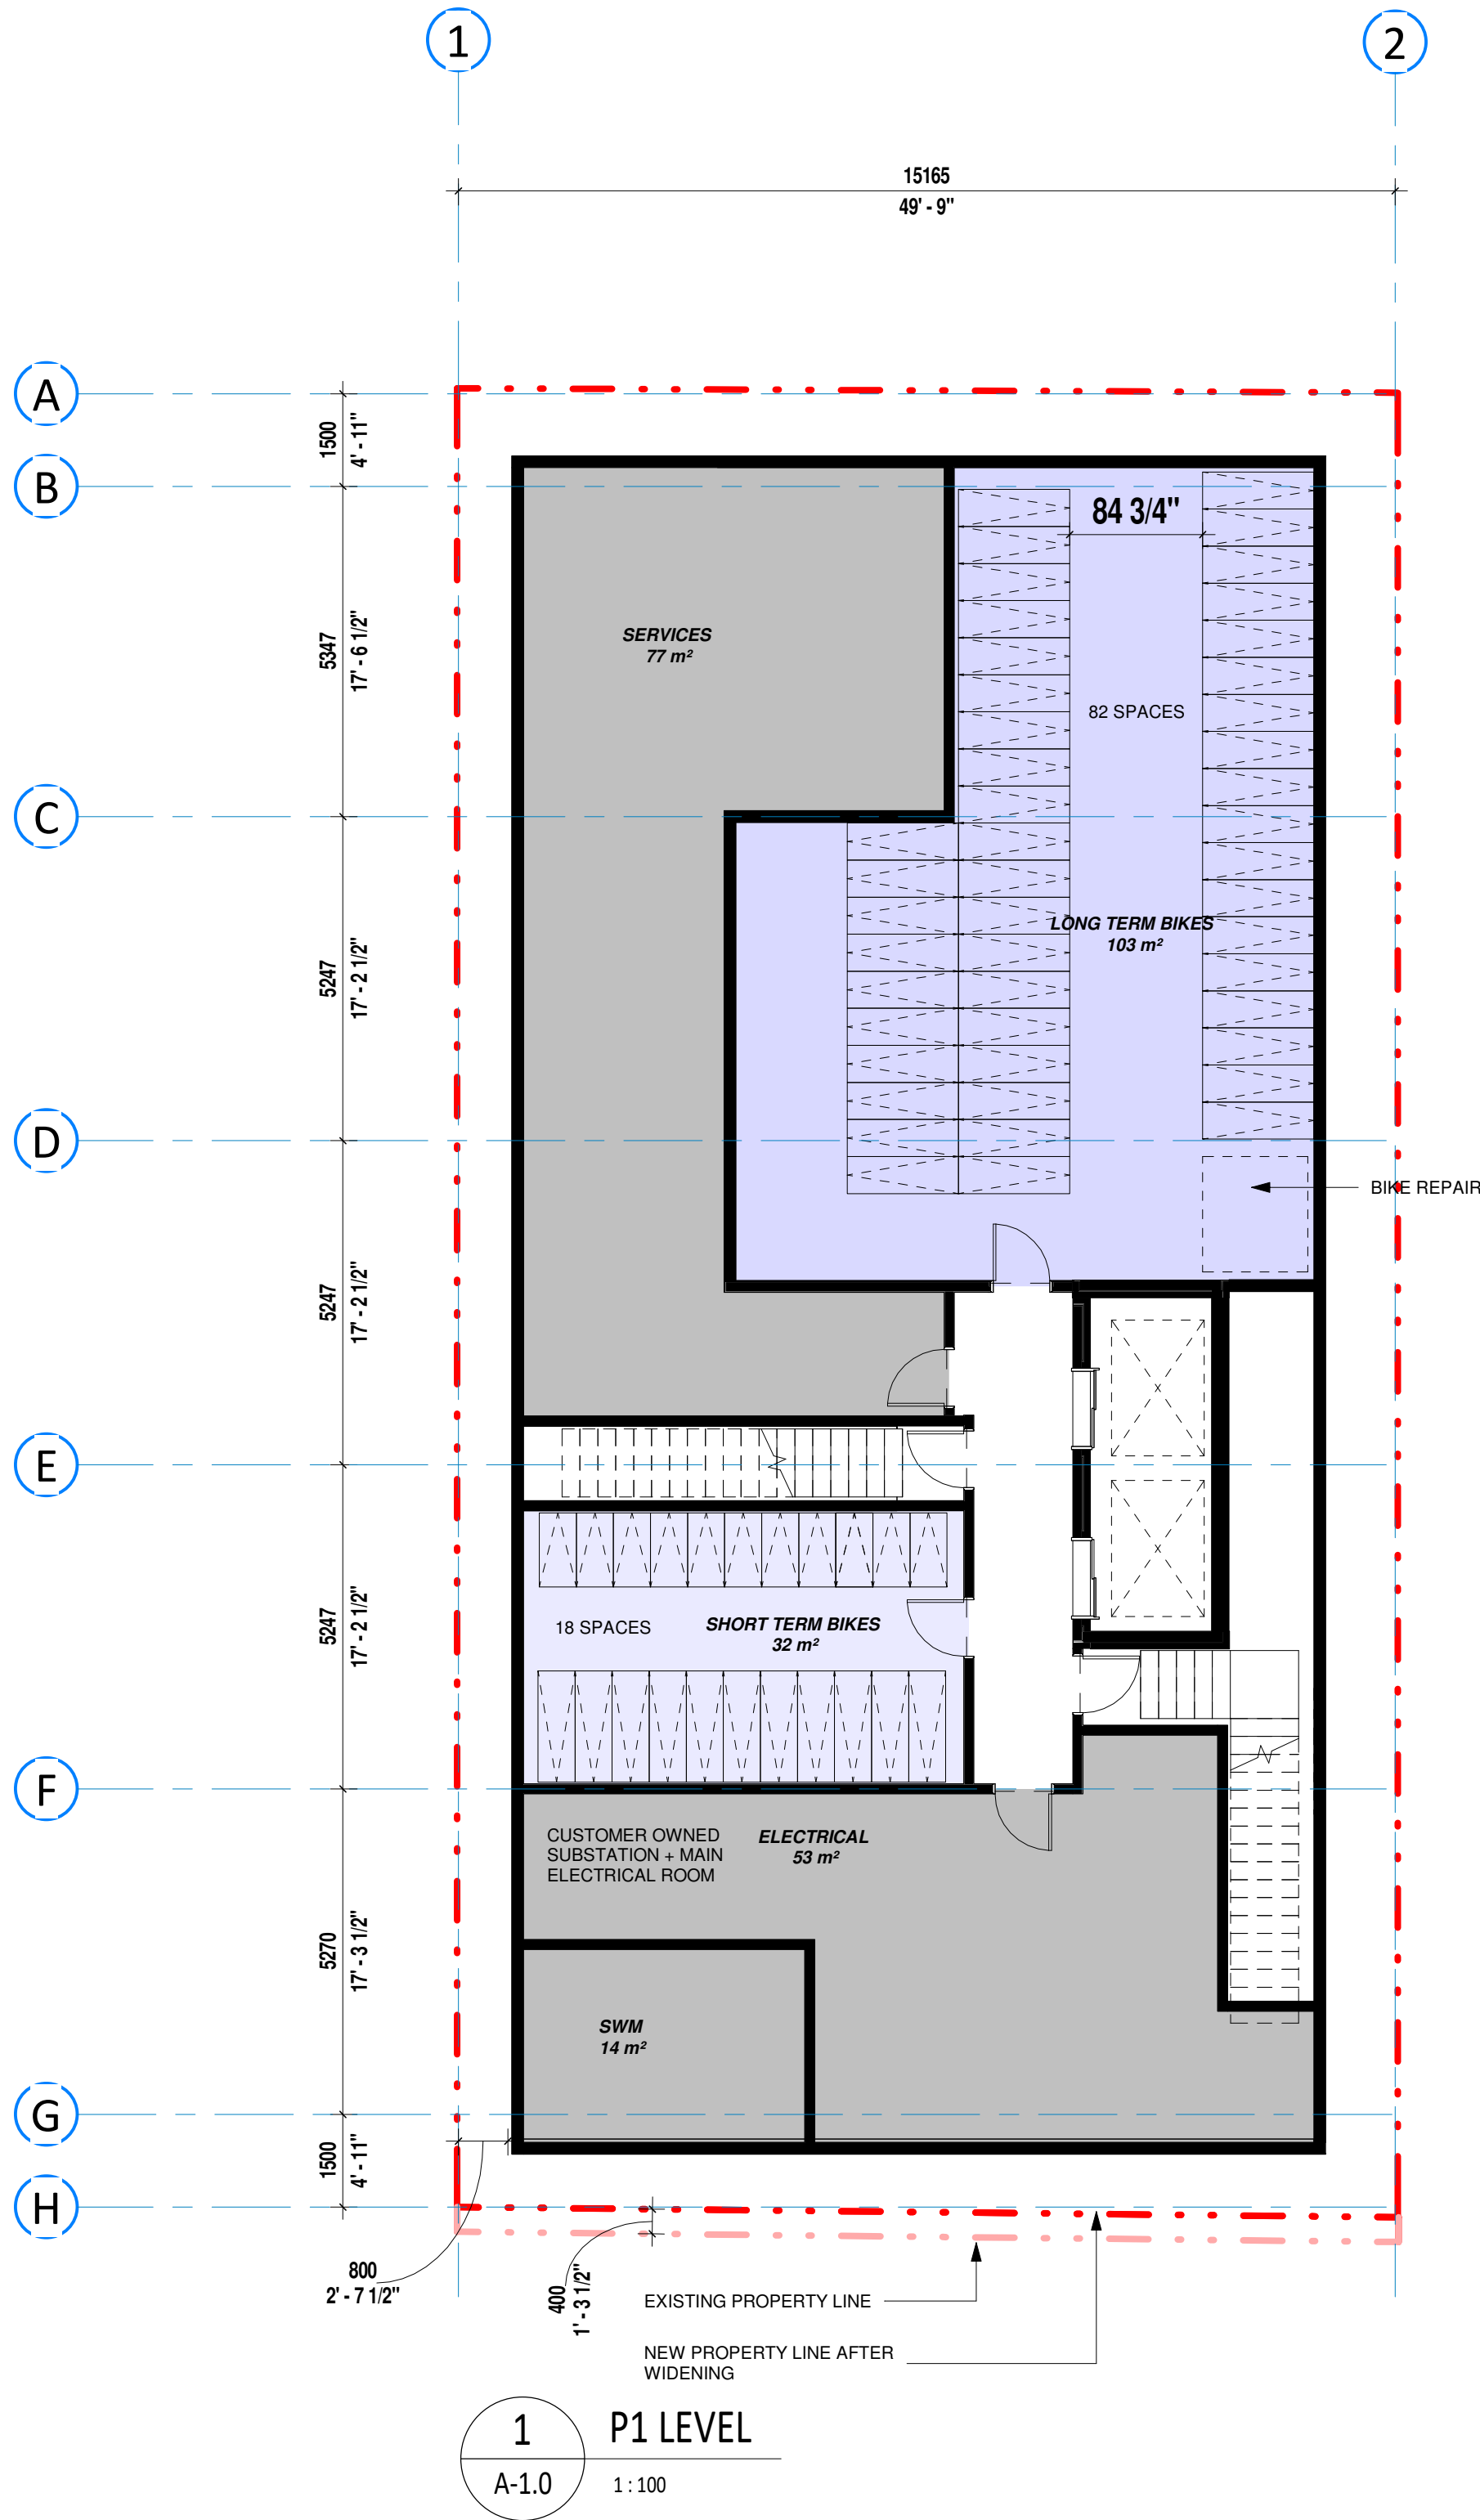 1
2
15165
49' - 9"
A
1500
4' - 11"
B
84 3/4"
5347
17' - 6 1/2"
SERVICES
77 m²
82 SPACES
C
LONG TERM BIKES
103 m²
5247
17' - 2 1/2"
D
BIKE REPAIR
5247
17' - 2 1/2"
E
5247
17' - 2 1/2"
18 SPACES
SHORT TERM BIKES
32 m²
F
CUSTOMER OWNED
SUBSTATION + MAIN
ELECTRICAL ROOM
ELECTRICAL
53 m²
5270
17' - 3 1/2"
SWM
14 m²
G
1500
4' - 11"
H
800
2' - 7 1/2"
400
1' - 3 1/2"
EXISTING PROPERTY LINE
NEW PROPERTY LINE AFTER
WIDENING
1
A-1.0
P1 LEVEL
1 : 100